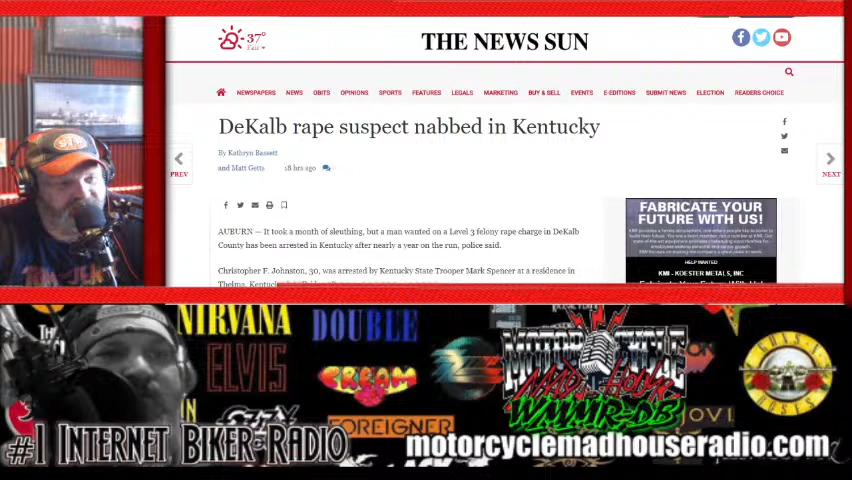 37°
Fair
THE NEWS SUN
NEWSPAPERS NEWS OBITS OPINIONS SPORTS FEATURES LEGALS MARKETING BUY & SELL EVENTS E-EDITIONS SUBMIT NEWS ELECTION READERS CHOICE
DeKalb rape suspect nabbed in Kentucky
By Kathryn Bassett
and Matt Getts 18 hrs ago
PREV
NEXT
AUBURN — It took a month of sleuthing, but a man wanted on a Level 3 felony rape charge in DeKalb
County has been arrested in Kentucky after nearly a year on the run, police said.
Christopher F. Johnston, 30, was arrested by Kentucky State Trooper Mark Spencer at a residence in
Thelma,
FABRICATE YOUR
FUTURE WITH US!
HELP WANTED
KMI - KOESTER METALS, INC
NIRVANA
DOUBLE
ELVIS
CREAM
FOREIGNER
OZZY
MOTORCYCLE
MADHOUSE
WMMR-DB
GUNS N
ROSES
#1 INTERNET BIKER RADIO
motorcyclemadhouseradio.com